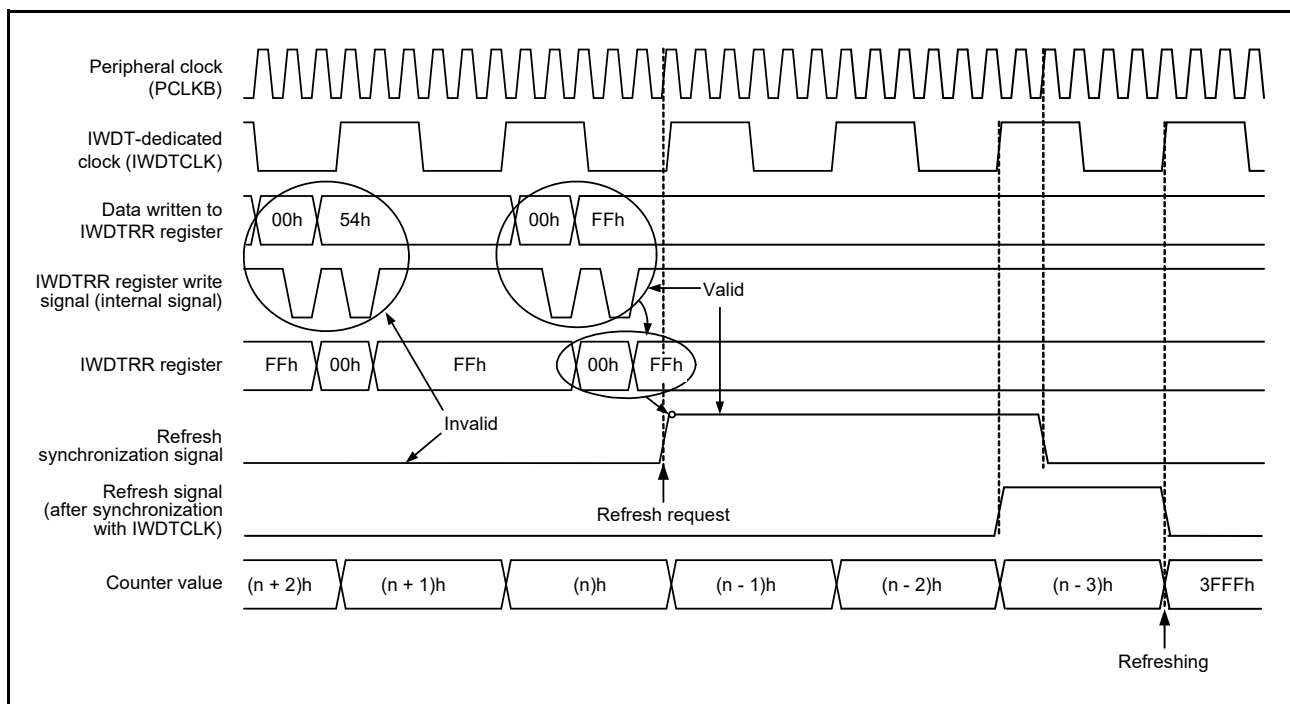 Peripheral clock
(PCLKB)
IWDT-dedicated
clock (IWDTCLK)
Data written to
IWDTRR register
00h 54h 00h FFh
IWDTRR register write
signal (internal signal)
Valid
IWDTRR register
FFh 00h FFh 00h FFh
Invalid
Refresh
synchronization signal
Refresh signal
(after synchronization
with IWDTCLK)
Refresh request
Counter value
(n + 2)h (n + 1)h (n)h (n - 1)h (n - 2)h (n - 3)h 3FFFh
Refreshing